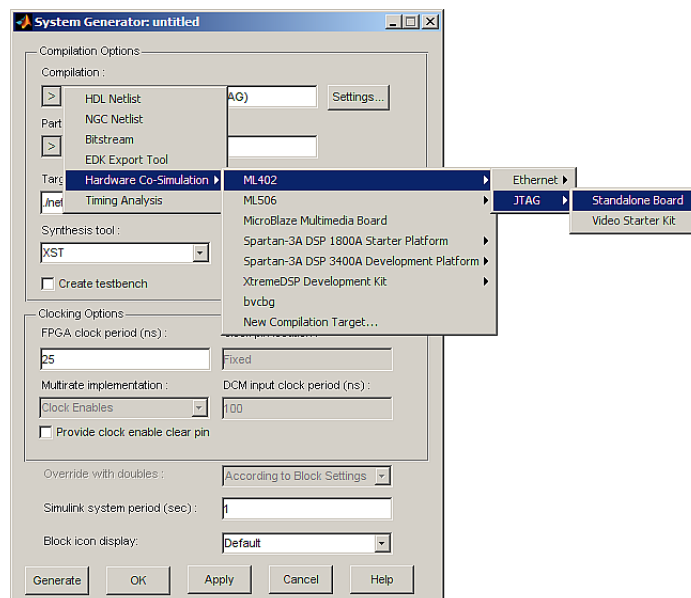 System Generator: untitled
Compilation Options
Compilation :
> AG) Settings...
HDL Netlist
NGC Netlist
Bitstream
EDK Export Tool
Hardware Co-Simulation
Timing Analysis
Part
>
Targ
./net
ML402
ML506
MicroBlaze Multimedia Board
Spartan-3A DSP 1800A Starter Platform
Spartan-3A DSP 3400A Development Platform
XtremeDSP Development Kit
bvcbg
New Compilation Target...
Ethernet
JTAG
Standalone Board
Video Starter Kit
Synthesis tool :
XST
Create testbench
Clocking Options
FPGA clock period (ns) :
25 Fixed
Multirate implementation : DCM input clock period (ns) :
Clock Enables 100
Provide clock enable clear pin
Override with doubles : According to Block Settings
Simulink system period (sec) : 1
Block icon display: Default
Generate OK Apply Cancel Help